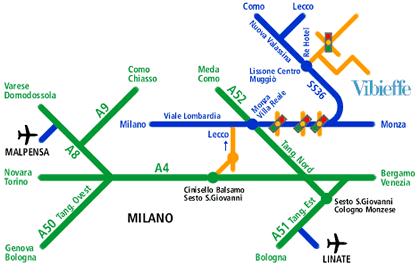 Como
Lecco
Nuova Valassina
Re Hotel
Vibieffe
Lissone Centro
Muggiò
SS36
Como
Chiasso
Meda
Como
A52
Varese
Domodossola
A9
Monza
Villa Reale
Viale Lombardia
Milano
Monza
Lecco
MALPENSA
A8
Tang. Nord
Novara
Torino
A4
Bergamo
Venezia
Cinisello Balsamo
Sesto S.Giovanni
A50 Tang. Ovest
MILANO
A51 Tang. Est
Sesto S.Giovanni
Cologno Monzese
Genova
Bologna
Bologna
LINATE